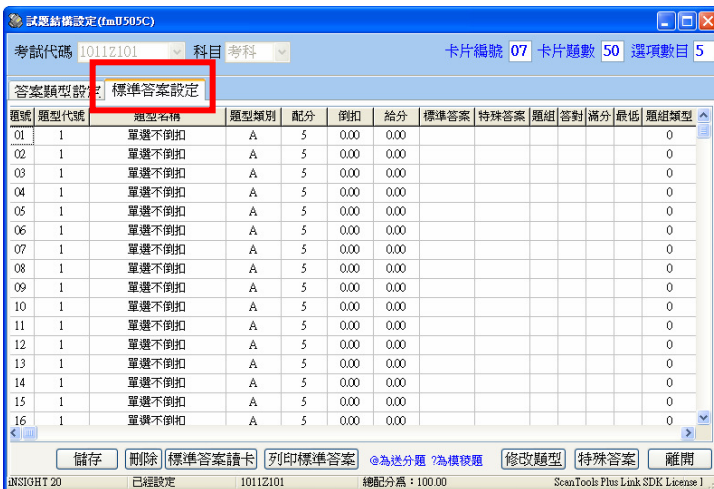 試題結構設定(fmU505C)
考試代碼 1011Z101 科目 考科 卡片編號 07 卡片題數 50 選項數目 5
答案類型設定 標準答案設定
題號 題型代號 題型名稱 題型類別 配分 倒扣 給分 標準答案 特殊答案 題組 答對 滿分 最低 題組類型
01 1 單選不倒扣 A 5 0.00 0.00 0
02 1 單選不倒扣 A 5 0.00 0.00 0
03 1 單選不倒扣 A 5 0.00 0.00 0
04 1 單選不倒扣 A 5 0.00 0.00 0
05 1 單選不倒扣 A 5 0.00 0.00 0
06 1 單選不倒扣 A 5 0.00 0.00 0
07 1 單選不倒扣 A 5 0.00 0.00 0
08 1 單選不倒扣 A 5 0.00 0.00 0
09 1 單選不倒扣 A 5 0.00 0.00 0
10 1 單選不倒扣 A 5 0.00 0.00 0
11 1 單選不倒扣 A 5 0.00 0.00 0
12 1 單選不倒扣 A 5 0.00 0.00 0
13 1 單選不倒扣 A 5 0.00 0.00 0
14 1 單選不倒扣 A 5 0.00 0.00 0
15 1 單選不倒扣 A 5 0.00 0.00 0
16 1 單選不倒扣 A 5 0.00 0.00 0
儲存 刪除 標準答案讀卡 列印標準答案 @為送分題 ?為模稜題 修改題型 特殊答案 離開
iNSIGHT 20 已經設定 1011Z101 總配分為：100.00 ScanTools Plus Link SDK License 1